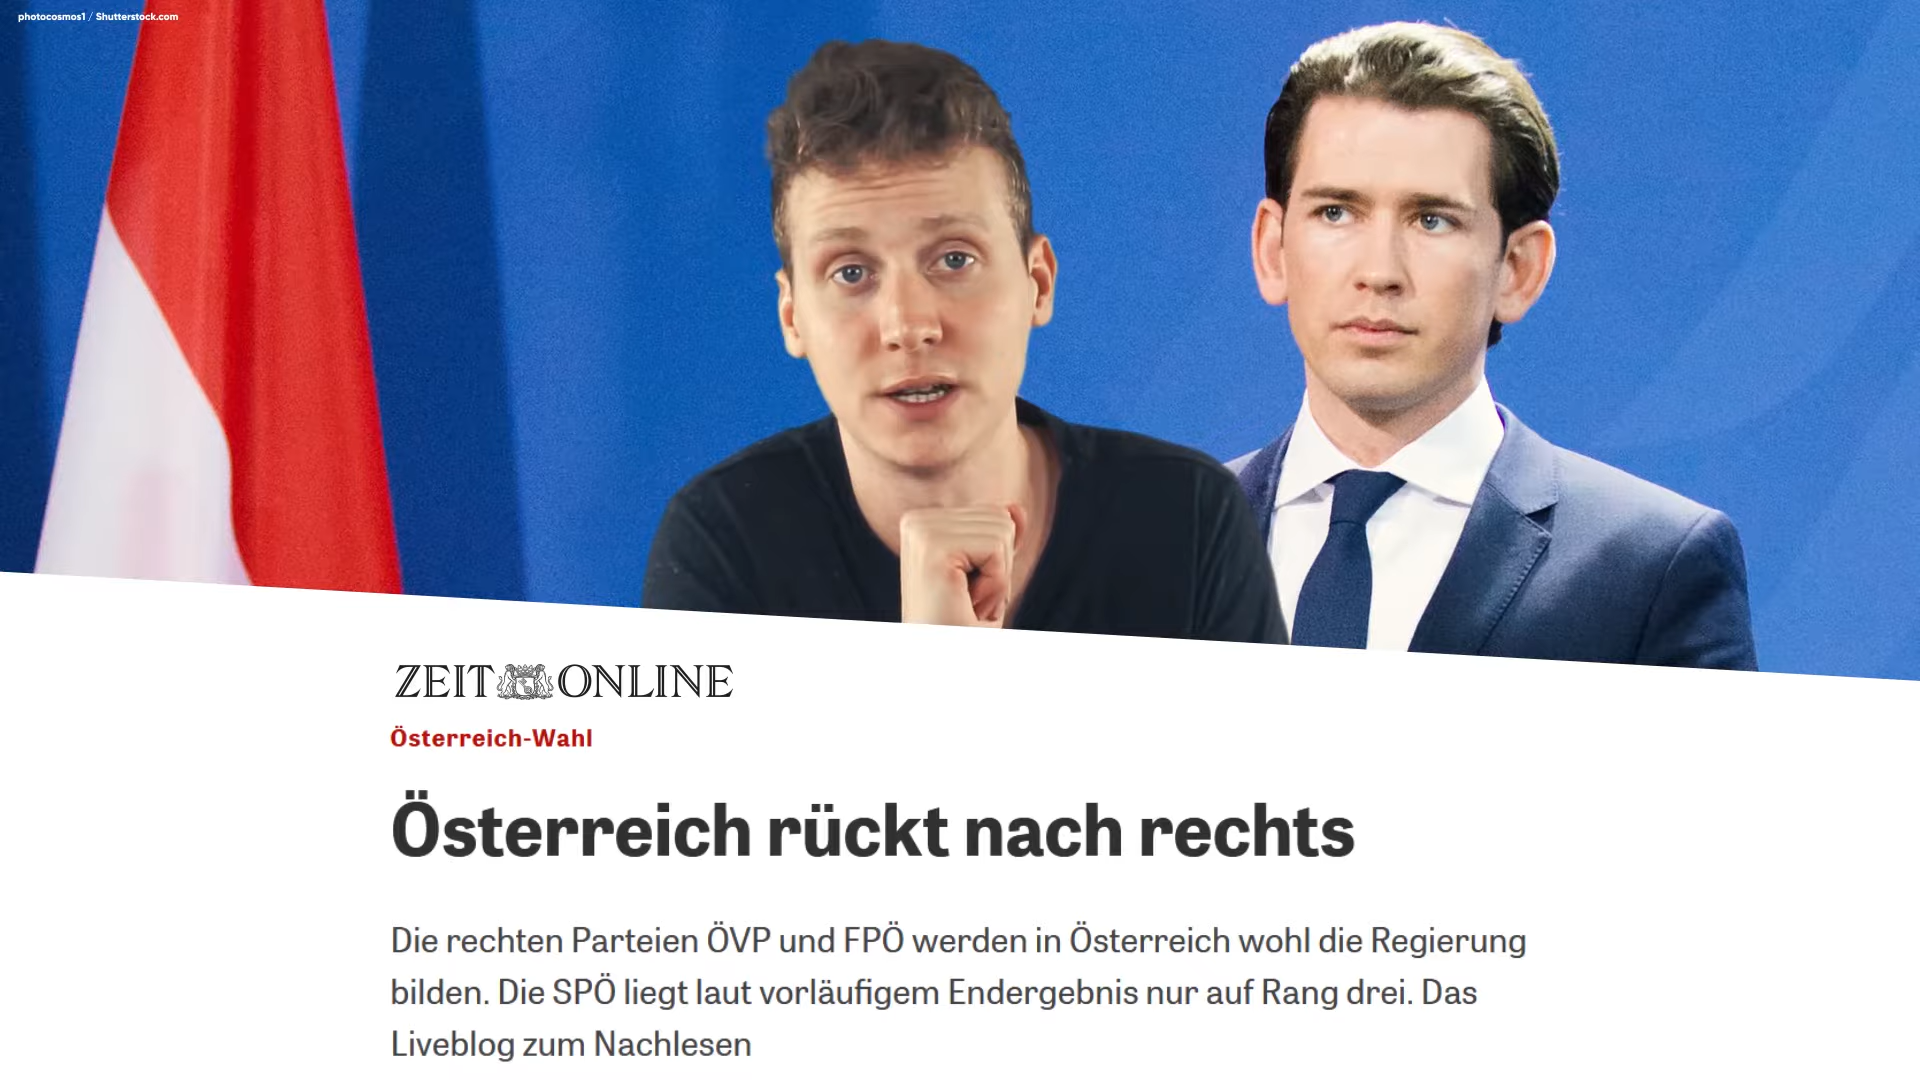 photocosmos1 / Shutterstock.com
ZEIT ONLINE
Österreich-Wahl
Österreich rückt nach rechts
Die rechten Parteien ÖVP und FPÖ werden in Österreich wohl die Regierung
bilden. Die SPÖ liegt laut vorläufigem Endergebnis nur auf Rang drei. Das
Liveblog zum Nachlesen